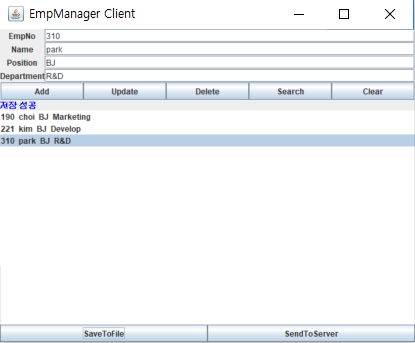 EmpManager Client
EmpNo 310
Name park
Position BJ
Department R&D
Add Update Delete Search Clear
저장 성공
190 choi BJ Marketing
221 kim BJ Develop
310 park BJ R&D
SaveToFile SendToServer